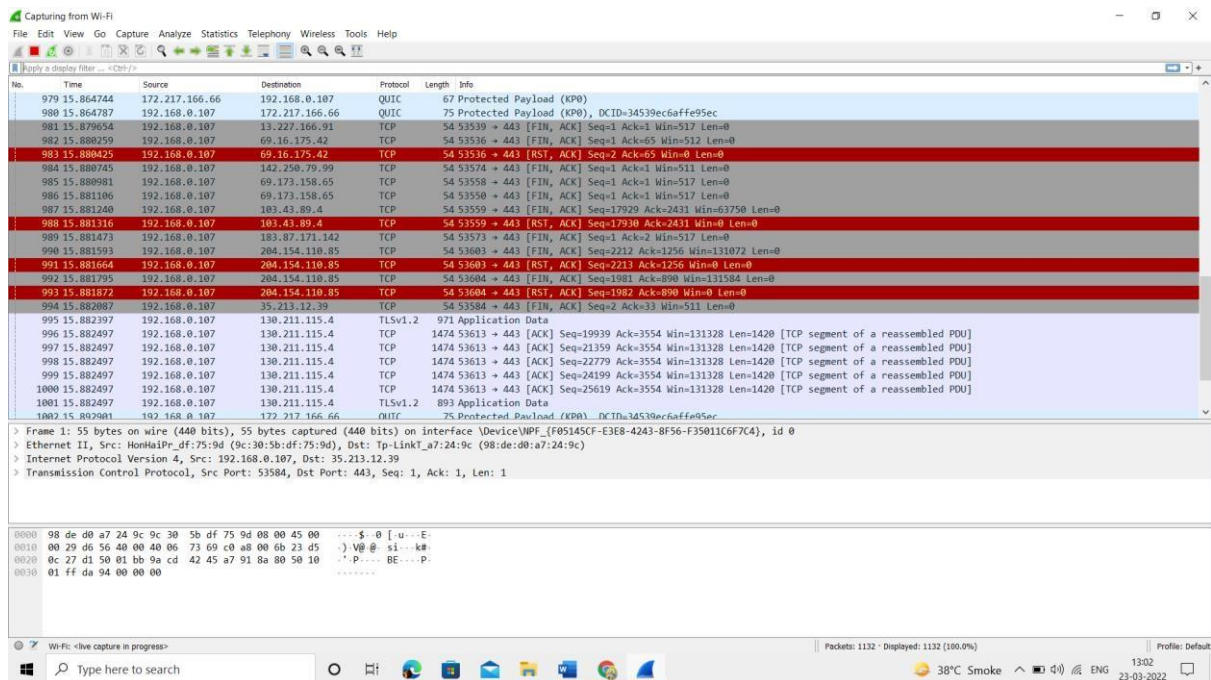 Capturing from Wi-Fi
File Edit View Go Capture Analyze Statistics Telephony Wireless Tools Help
Apply a display filter ... <Ctrl-/>
No. Time Source Destination Protocol Length Info
979 15.864744 172.217.166.66 192.168.0.107 QUIC 67 Protected Payload (KP0)
980 15.864787 192.168.0.107 172.217.166.66 QUIC 75 Protected Payload (KP0), DCID=34539ec6affe95ec
981 15.879654 192.168.0.107 13.227.166.91 TCP 54 53539 → 443 [FIN, ACK] Seq=1 Ack=1 Win=517 Len=0
982 15.880259 192.168.0.107 69.16.175.42 TCP 54 53536 → 443 [FIN, ACK] Seq=1 Ack=65 Win=512 Len=0
983 15.880425 192.168.0.107 69.16.175.42 TCP 54 53536 → 443 [RST, ACK] Seq=2 Ack=65 Win=0 Len=0
984 15.880745 192.168.0.107 142.250.79.99 TCP 54 53574 → 443 [FIN, ACK] Seq=1 Ack=1 Win=511 Len=0
985 15.880981 192.168.0.107 69.173.158.65 TCP 54 53558 → 443 [FIN, ACK] Seq=1 Ack=1 Win=517 Len=0
986 15.881106 192.168.0.107 69.173.158.65 TCP 54 53550 → 443 [FIN, ACK] Seq=1 Ack=1 Win=517 Len=0
987 15.881240 192.168.0.107 103.43.89.4 TCP 54 53559 → 443 [FIN, ACK] Seq=17929 Ack=2431 Win=63750 Len=0
988 15.881316 192.168.0.107 103.43.89.4 TCP 54 53559 → 443 [RST, ACK] Seq=17930 Ack=2431 Win=0 Len=0
989 15.881473 192.168.0.107 183.87.171.142 TCP 54 53573 → 443 [FIN, ACK] Seq=1 Ack=2 Win=517 Len=0
990 15.881593 192.168.0.107 204.154.110.85 TCP 54 53603 → 443 [FIN, ACK] Seq=2212 Ack=1256 Win=131072 Len=0
991 15.881664 192.168.0.107 204.154.110.85 TCP 54 53603 → 443 [RST, ACK] Seq=2213 Ack=1256 Win=0 Len=0
992 15.881795 192.168.0.107 204.154.110.85 TCP 54 53604 → 443 [FIN, ACK] Seq=1981 Ack=890 Win=131584 Len=0
993 15.881872 192.168.0.107 204.154.110.85 TCP 54 53604 → 443 [RST, ACK] Seq=1982 Ack=890 Win=0 Len=0
994 15.882087 192.168.0.107 35.213.12.39 TCP 54 53584 → 443 [FIN, ACK] Seq=2 Ack=33 Win=511 Len=0
995 15.882397 192.168.0.107 130.211.115.4 TLSv1.2 971 Application Data
996 15.882497 192.168.0.107 130.211.115.4 TCP 1474 53613 → 443 [ACK] Seq=19939 Ack=3554 Win=131328 Len=1420 [TCP segment of a reassembled PDU]
997 15.882497 192.168.0.107 130.211.115.4 TCP 1474 53613 → 443 [ACK] Seq=21359 Ack=3554 Win=131328 Len=1420 [TCP segment of a reassembled PDU]
998 15.882497 192.168.0.107 130.211.115.4 TCP 1474 53613 → 443 [ACK] Seq=22779 Ack=3554 Win=131328 Len=1420 [TCP segment of a reassembled PDU]
999 15.882497 192.168.0.107 130.211.115.4 TCP 1474 53613 → 443 [ACK] Seq=24199 Ack=3554 Win=131328 Len=1420 [TCP segment of a reassembled PDU]
1000 15.882497 192.168.0.107 130.211.115.4 TCP 1474 53613 → 443 [ACK] Seq=25619 Ack=3554 Win=131328 Len=1420 [TCP segment of a reassembled PDU]
1001 15.882497 192.168.0.107 130.211.115.4 TLSv1.2 893 Application Data
1002 15.892901 192.168.0.107 172.217.166.66 QUIC 75 Protected Payload (KP0), DCID=34539ec6affe95ec
> Frame 1: 55 bytes on wire (440 bits), 55 bytes captured (440 bits) on interface \Device\NPF_{F05145CF-E3E8-4243-8F56-F35011C6F7C4}, id 0
> Ethernet II, Src: HonHaiPr_df:75:9d (9c:30:5b:df:75:9d), Dst: Tp-LinkT_a7:24:9c (98:de:d0:a7:24:9c)
> Internet Protocol Version 4, Src: 192.168.0.107, Dst: 35.213.12.39
> Transmission Control Protocol, Src Port: 53584, Dst Port: 443, Seq: 1, Ack: 1, Len: 1
0000 98 de d0 a7 24 9c 9c 30 5b df 75 9d 08 00 45 00 ····$··0 [·u···E·
0010 00 29 d6 56 40 00 40 06 73 69 c0 a8 00 6b 23 d5 ·)·V@·@· si···k#·
0020 0c 27 d1 50 01 bb 9a cd 42 45 a7 91 8a 80 50 10 ·'·P···· BE····P·
0030 01 ff da 94 00 00 00 ·······
Wi-Fi: <live capture in progress>
Packets: 1132 · Displayed: 1132 (100.0%)
Profile: Default
Type here to search
38°C Smoke
ENG
13:02
23-03-2022